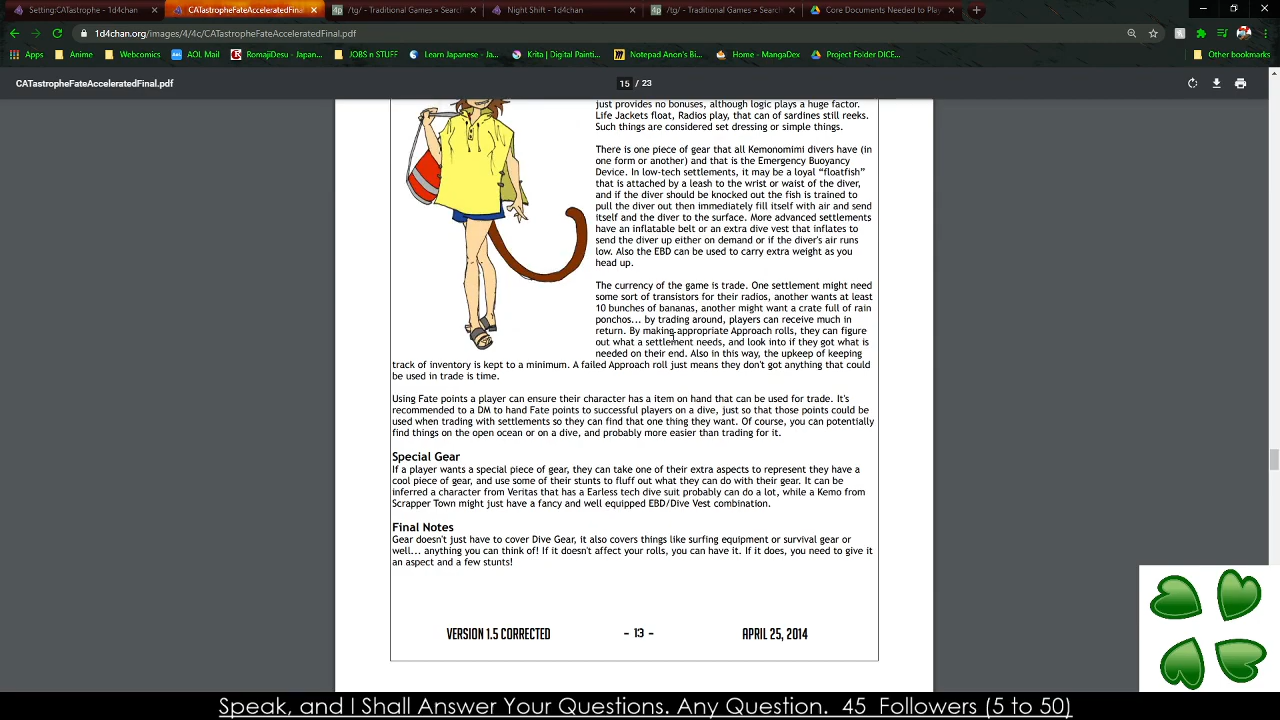 Setting:CATastrophe - 1d4chan
CATastropheFateAcceleratedFinal.
/tg/ - Traditional Games » Searc
Night Shift - 1d4chan
/tg/ - Traditional Games » Searc
Core Documents Needed to Play
1d4chan.org/images/4/4c/CATastropheFateAcceleratedFinal.pdf
Apps
Anime
Webcomics
AOL Mail
RomajiDesu - Japan...
JOBS n STUFF
Learn Japanese - Ja...
Krita | Digital Painti...
Notepad Anon's Bi...
Home - MangaDex
Project Folder DICE...
Other bookmarks
CATastropheFateAcceleratedFinal.pdf
15 / 23
just provides no bonuses, although logic plays a huge factor.
Life Jackets float, Radios play, that can of sardines still reeks.
Such things are considered set dressing or simple things.
There is one piece of gear that all Kemonomimi divers have (in
one form or another) and that is the Emergency Buoyancy
Device. In low-tech settlements, it may be a loyal “floatfish”
that is attached by a leash to the wrist or waist of the diver,
and if the diver should be knocked out the fish is trained to
pull the diver out then immediately fill itself with air and send
itself and the diver to the surface. More advanced settlements
have an inflatable belt or an extra dive vest that inflates to
send the diver up either on demand or if the diver's air runs
low. Also the EBD can be used to carry extra weight as you
head up.
The currency of the game is trade. One settlement might need
some sort of transistors for their radios, another wants at least
10 bunches of bananas, another might want a crate full of rain
ponchos... by trading around, players can receive much in
return. By making appropriate Approach rolls, they can figure
out what a settlement needs, and look into if they got what is
needed on their end. Also in this way, the upkeep of keeping
track of inventory is kept to a minimum. A failed Approach roll just means they don't got anything that could
be used in trade is time.
Using Fate points a player can ensure their character has a item on hand that can be used for trade. It's
recommended to a DM to hand Fate points to successful players on a dive, just so that those points could be
used when trading with settlements so they can find that one thing they want. Of course, you can potentially
find things on the open ocean or on a dive, and probably more easier than trading for it.
Special Gear
If a player wants a special piece of gear, they can take one of their extra aspects to represent they have a
cool piece of gear, and use some of their stunts to fluff out what they can do with their gear. It can be
inferred a character from Veritas that has a Earless tech dive suit probably can do a lot, while a Kemo from
Scrapper Town might just have a fancy and well equipped EBD/Dive Vest combination.
Final Notes
Gear doesn't just have to cover Dive Gear, it also covers things like surfing equipment or survival gear or
well... anything you can think of! If it doesn't affect your rolls, you can have it. If it does, you need to give it
an aspect and a few stunts!
VERSION 1.5 CORRECTED
- 13 -
APRIL 25, 2014
Speak, and I Shall Answer Your Questions. Any Question. 45 Followers (5 to 50)